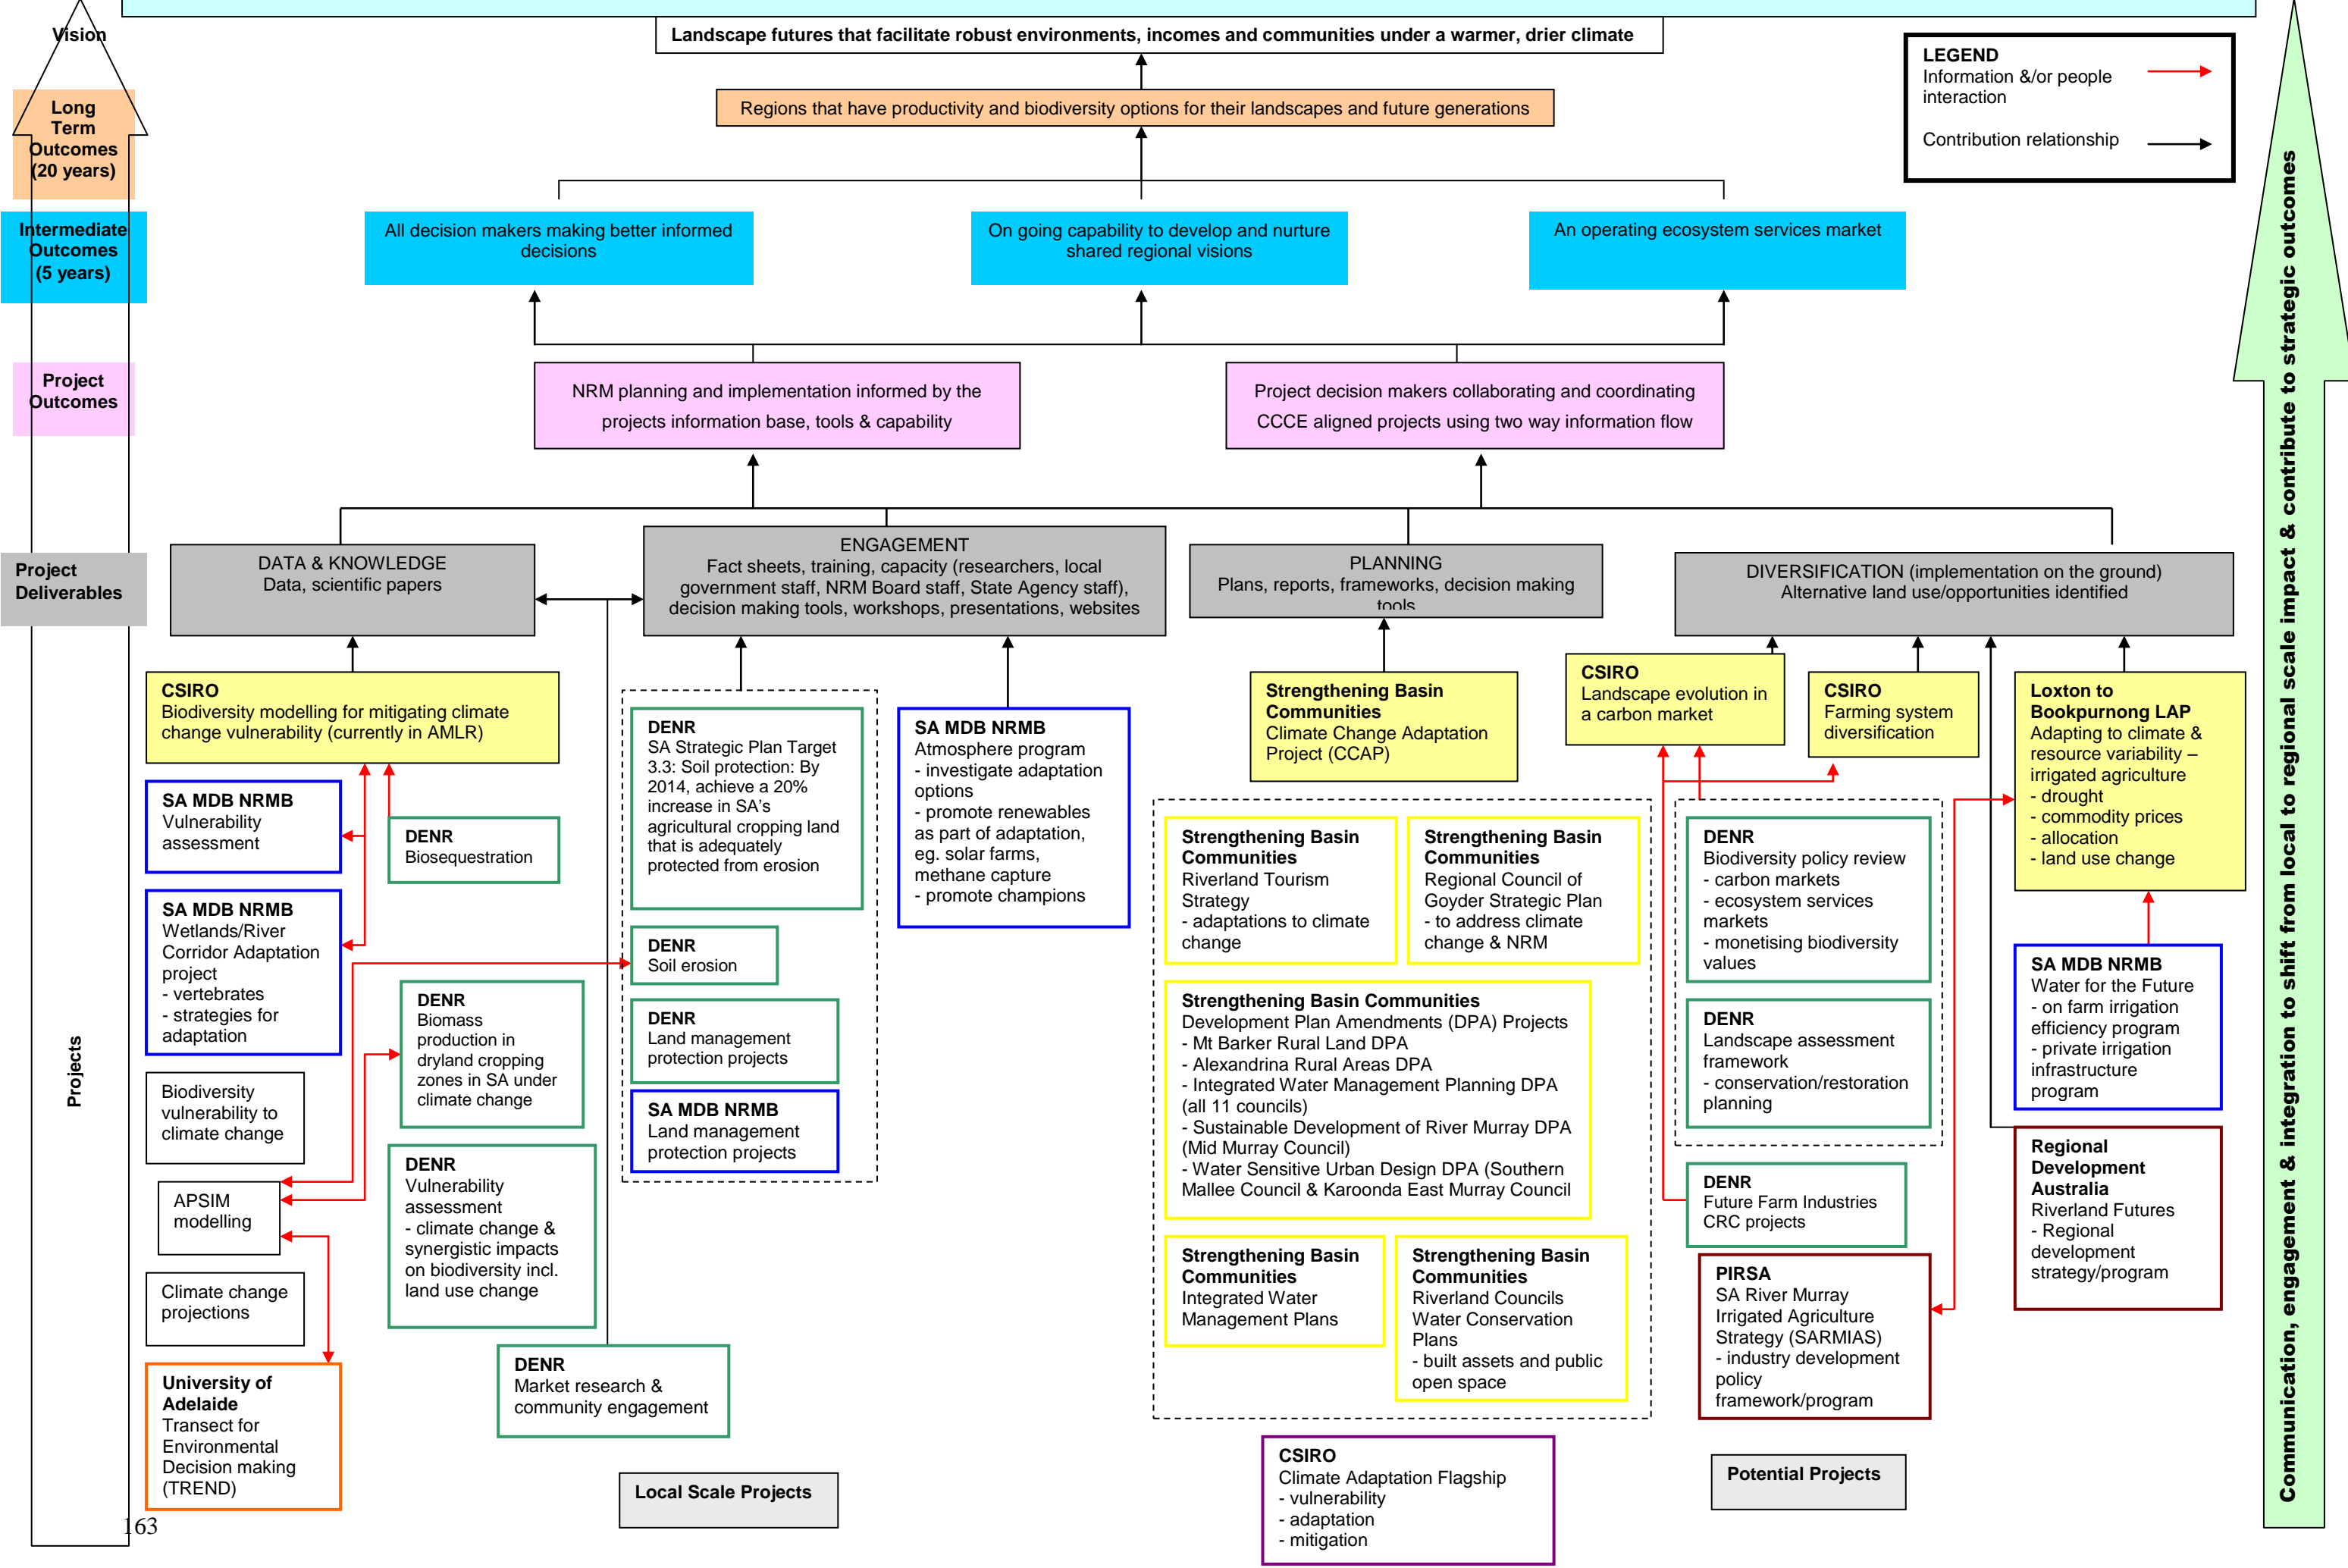 Vision
Landscape futures that facilitate robust environments, incomes and communities under a warmer, drier climate
LEGEND
Information &/or people
interaction
Contribution relationship
Long
Term
Outcomes
(20 years)
Regions that have productivity and biodiversity options for their landscapes and future generations
Intermediate
Outcomes
(5 years)
All decision makers making better informed
decisions
On going capability to develop and nurture
shared regional visions
An operating ecosystem services market
Project
Outcomes
NRM planning and implementation informed by the
projects information base, tools & capability
Project decision makers collaborating and coordinating
CCCE aligned projects using two way information flow
Project
Deliverables
DATA & KNOWLEDGE
Data, scientific papers
ENGAGEMENT
Fact sheets, training, capacity (researchers, local
government staff, NRM Board staff, State Agency staff),
decision making tools, workshops, presentations, websites
PLANNING
Plans, reports, frameworks, decision making
tools
DIVERSIFICATION (implementation on the ground)
Alternative land use/opportunities identified
Projects
CSIRO
Biodiversity modelling for mitigating climate
change vulnerability (currently in AMLR)
SA MDB NRMB
Vulnerability
assessment
DENR
Biosequestration
SA MDB NRMB
Wetlands/River
Corridor Adaptation
project
- vertebrates
- strategies for
adaptation
DENR
Biomass
production in
dryland cropping
zones in SA under
climate change
Biodiversity
vulnerability to
climate change
APSIM
modelling
DENR
Vulnerability
assessment
- climate change &
synergistic impacts
on biodiversity incl.
land use change
Climate change
projections
University of
Adelaide
Transect for
Environmental
Decision making
(TREND)
DENR
Market research &
community engagement
DENR
SA Strategic Plan Target
3.3: Soil protection: By
2014, achieve a 20%
increase in SA's
agricultural cropping land
that is adequately
protected from erosion
DENR
Soil erosion
DENR
Land management
protection projects
SA MDB NRMB
Land management
protection projects
SA MDB NRMB
Atmosphere program
- investigate adaptation
options
- promote renewables
as part of adaptation,
eg. solar farms,
methane capture
- promote champions
Local Scale Projects
Strengthening Basin
Communities
Climate Change Adaptation
Project (CCAP)
Strengthening Basin
Communities
Riverland Tourism
Strategy
- adaptations to climate
change
Strengthening Basin
Communities
Regional Council of
Goyder Strategic Plan
- to address climate
change & NRM
Strengthening Basin Communities
Development Plan Amendments (DPA) Projects
- Mt Barker Rural Land DPA
- Alexandrina Rural Areas DPA
- Integrated Water Management Planning DPA
(all 11 councils)
- Sustainable Development of River Murray DPA
(Mid Murray Council)
- Water Sensitive Urban Design DPA (Southern
Mallee Council & Karoonda East Murray Council
Strengthening Basin
Communities
Integrated Water
Management Plans
Strengthening Basin
Communities
Riverland Councils
Water Conservation
Plans
- built assets and public
open space
CSIRO
Climate Adaptation Flagship
- vulnerability
- adaptation
- mitigation
CSIRO
Landscape evolution in
a carbon market
CSIRO
Farming system
diversification
Loxton to
Bookpurnong LAP
Adapting to climate &
resource variability –
irrigated agriculture
- drought
- commodity prices
- allocation
- land use change
DENR
Biodiversity policy review
- carbon markets
- ecosystem services
markets
- monetising biodiversity
values
DENR
Landscape assessment
framework
- conservation/restoration
planning
DENR
Future Farm Industries
CRC projects
PIRSA
SA River Murray
Irrigated Agriculture
Strategy (SARMIAS)
- industry development
policy
framework/program
SA MDB NRMB
Water for the Future
- on farm irrigation
efficiency program
- private irrigation
infrastructure
program
Regional
Development
Australia
Riverland Futures
- Regional
development
strategy/program
Potential Projects
Communication, engagement & integration to shift from local to regional scale impact & contribute to strategic outcomes
163